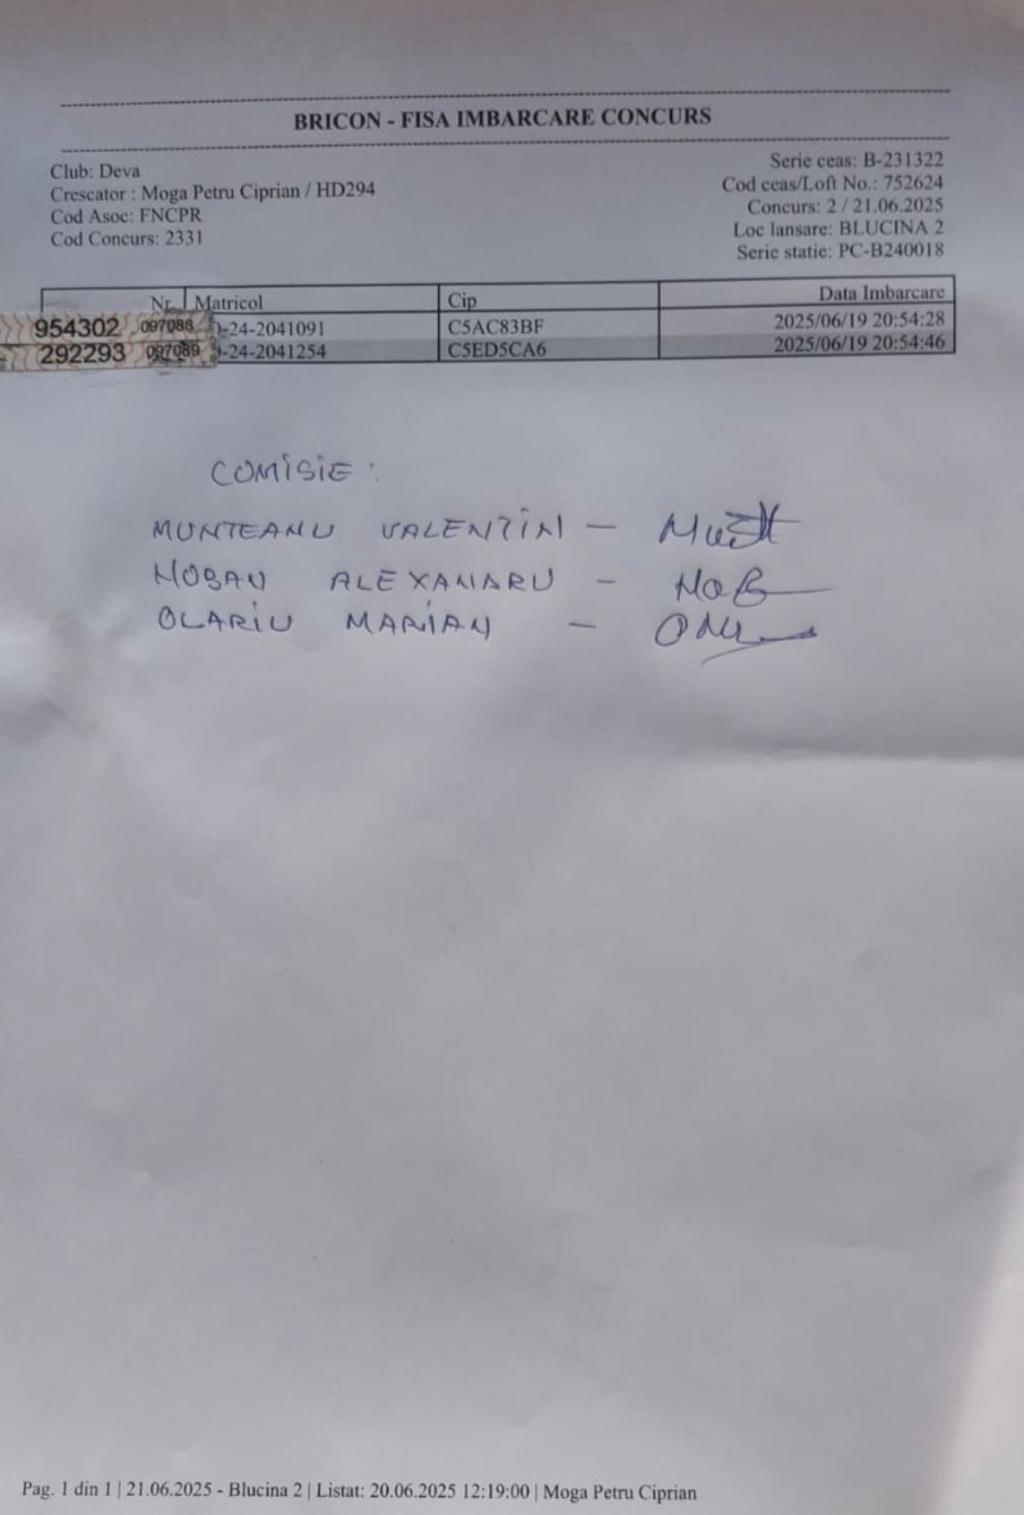 BRICON - FISA IMBARCARE CONCURS
Club: Deva
Crescator : Moga Petru Ciprian / HD294
Cod Asoc: FNCPR
Cod Concurs: 2331
Serie ceas: B-231322
Cod ceas/Loft No.: 752624
Concurs: 2 / 21.06.2025
Loc lansare: BLUCINA 2
Serie statie: PC-B240018
Nr. Matricol Cip Data Imbarcare
954302 097088 -24-2041091 C5AC83BF 2025/06/19 20:54:28
292293 097089 -24-2041254 C5ED5CA6 2025/06/19 20:54:46
COMISIE :
MUNTEANU VALENTIN -
ALEXANDRU -
OLARIU MARIAN -
Pag. 1 din 1 | 21.06.2025 - Blucina 2 | Listat: 20.06.2025 12:19:00 | Moga Petru Ciprian